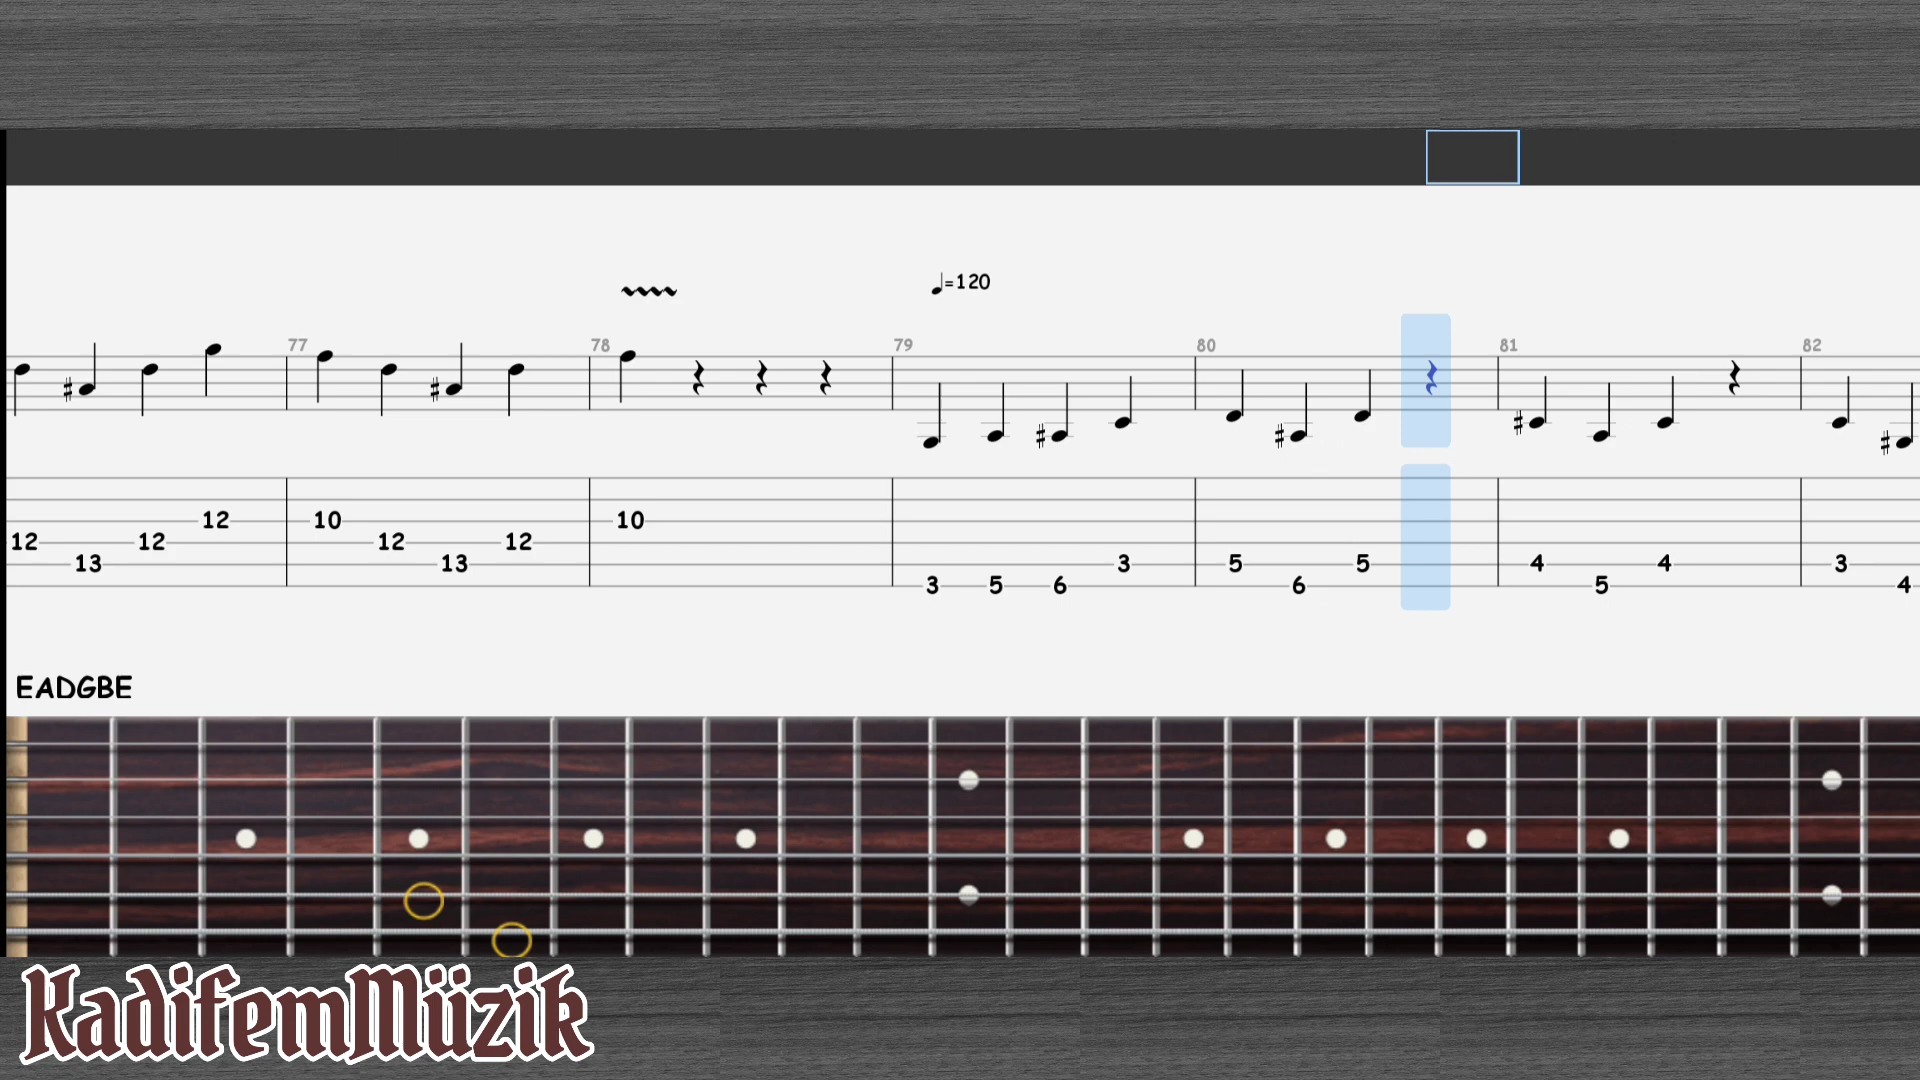 ♩=120
77 78 79 80 81 82
12 10 10
12 12 12 12
13 13 3 5 5 4 4 3
3 5 6 6 5 4
EADGBE
KadifemMüzik